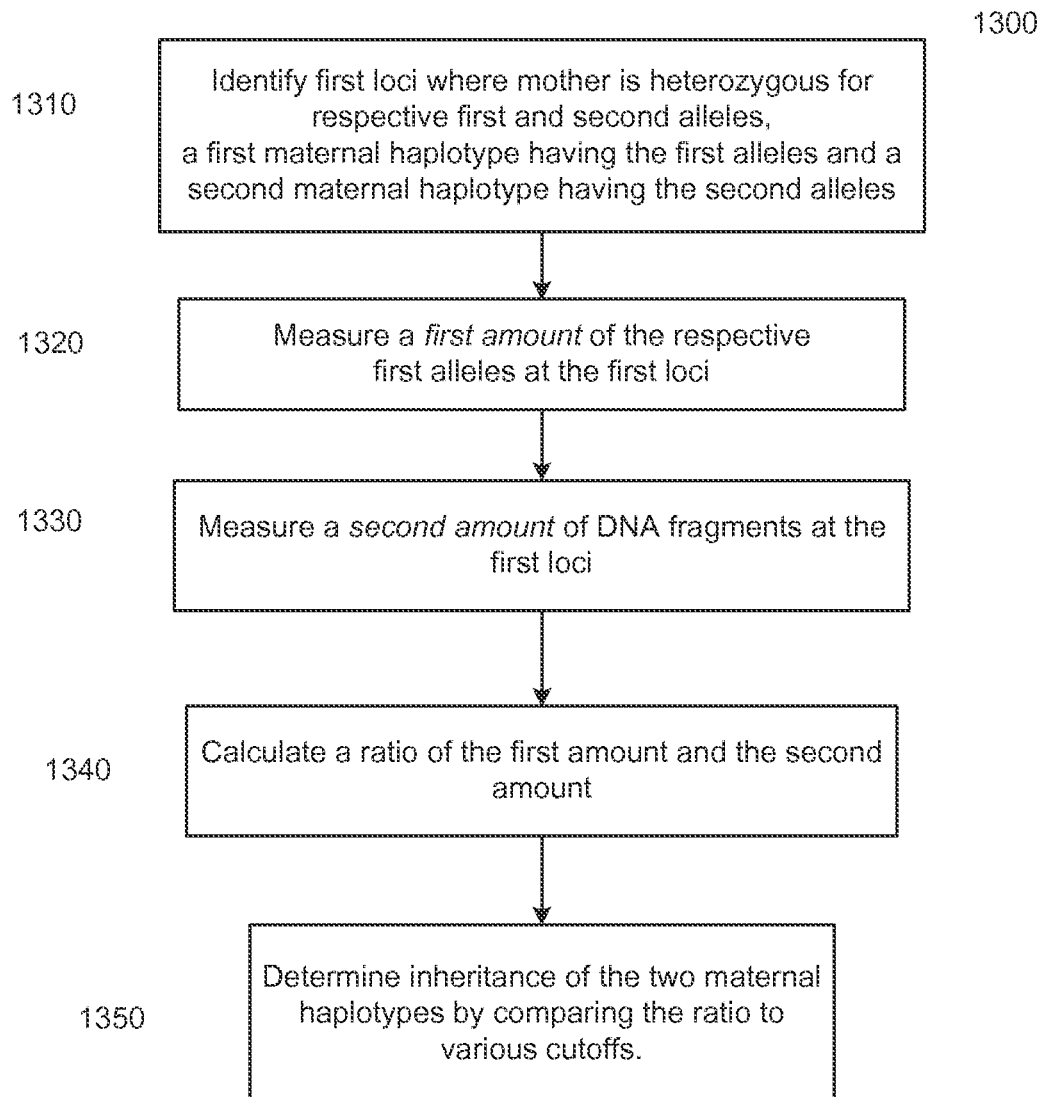 1300
1310
Identify first loci where mother is heterozygous for
respective first and second alleles,
a first maternal haplotype having the first alleles and a
second maternal haplotype having the second alleles
1320
Measure a first amount of the respective
first alleles at the first loci
1330
Measure a second amount of DNA fragments at the
first loci
1340
Calculate a ratio of the first amount and the second
amount
1350
Determine inheritance of the two maternal
haplotypes by comparing the ratio to
various cutoffs.